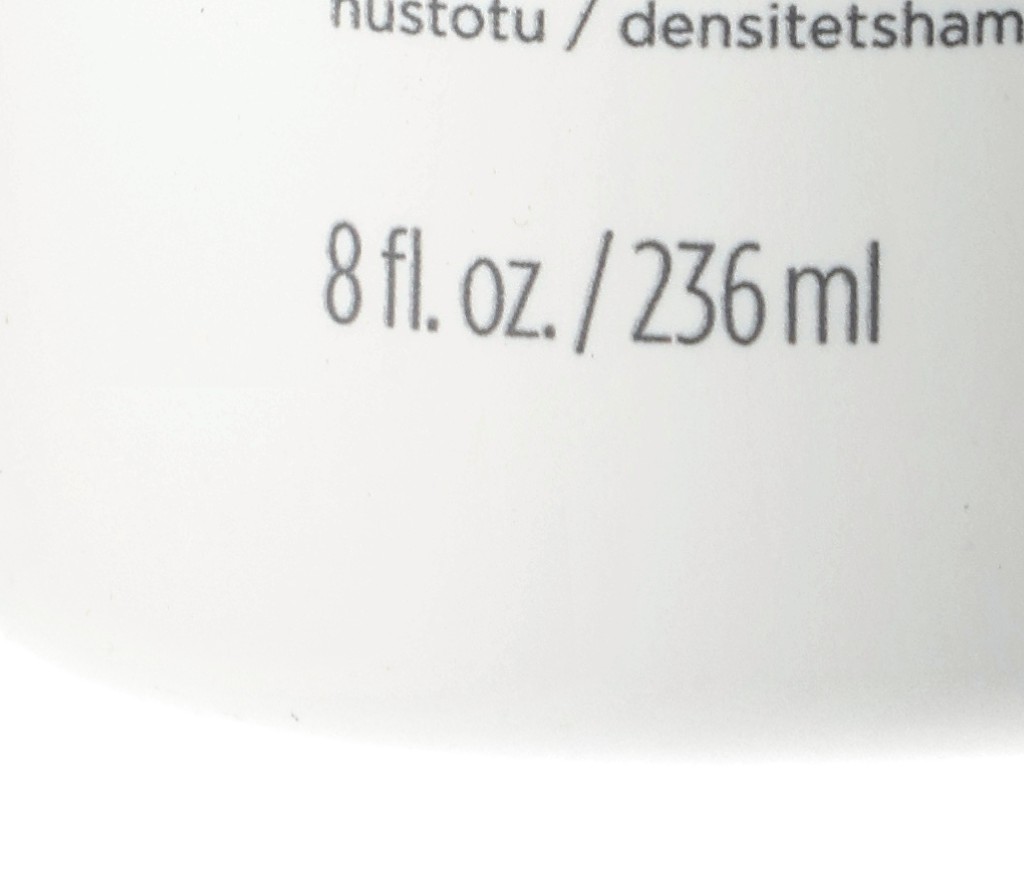 hustotu / densitetsham
8 fl. oz. / 236 ml